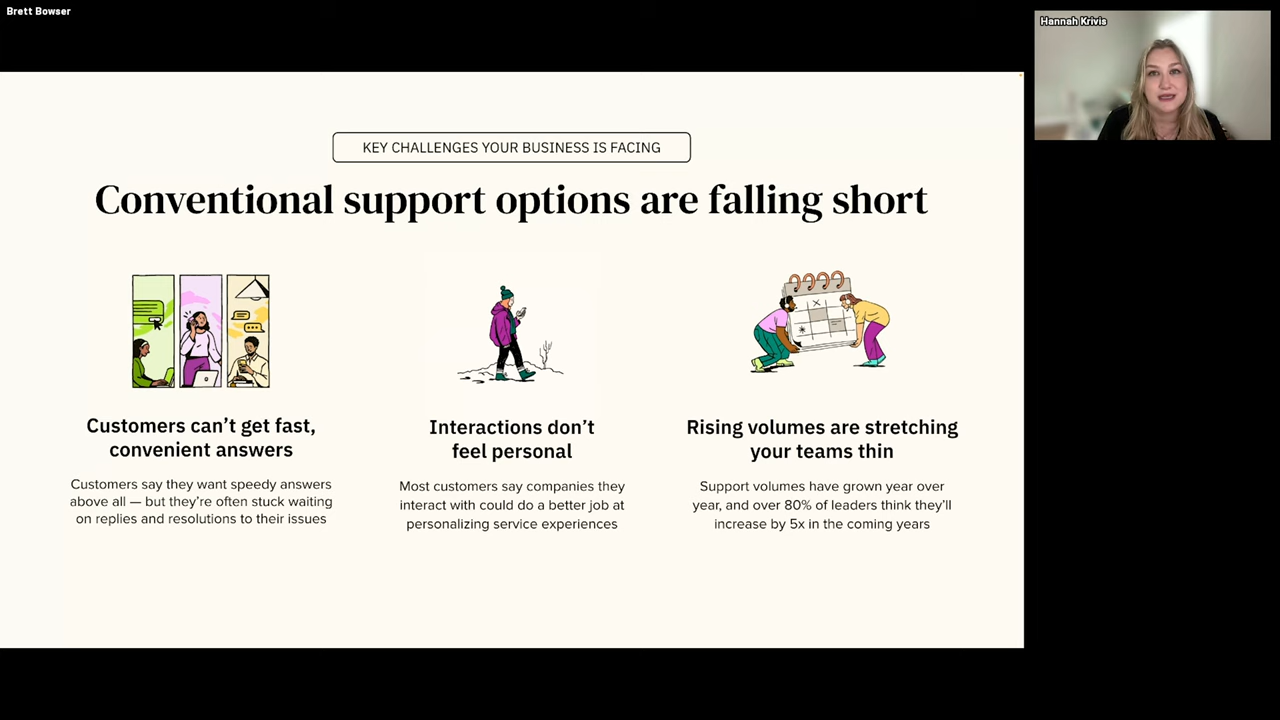 Brett Bowser
Hannah Krivis
KEY CHALLENGES YOUR BUSINESS IS FACING
Conventional support options are falling short
Customers can’t get fast,
convenient answers
Customers say they want speedy answers
above all — but they’re often stuck waiting
on replies and resolutions to their issues
Interactions don’t
feel personal
Most customers say companies they
interact with could do a better job at
personalizing service experiences
Rising volumes are stretching
your teams thin
Support volumes have grown year over
year, and over 80% of leaders think they’ll
increase by 5x in the coming years